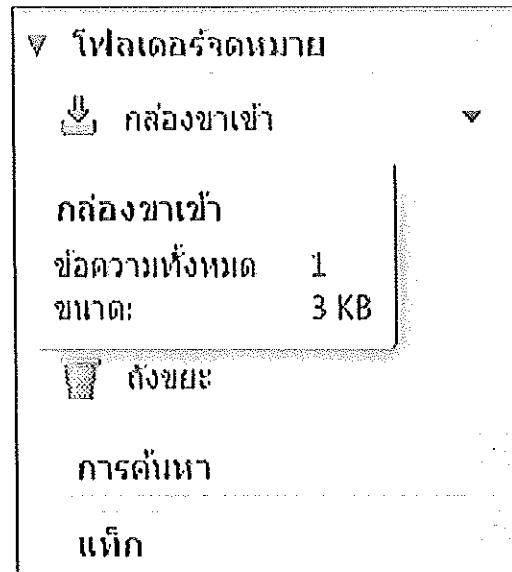 โฟลเดอร์จดหมาย
กล่องขาเข้า
กล่องขาเข้า
ข้อความทั้งหมด 1
ขนาด: 3 KB
ถังขยะ
การค้นหา
แท็ก